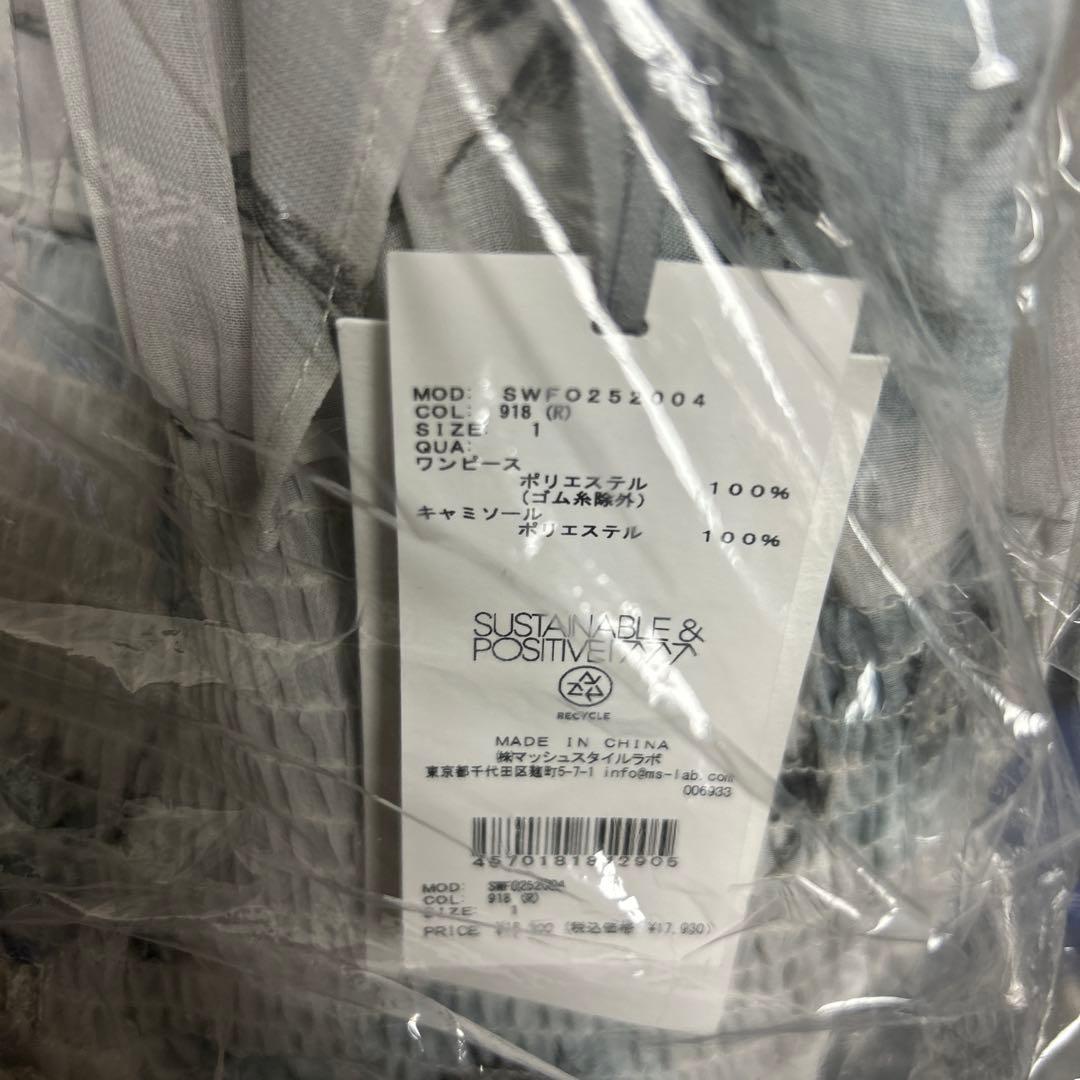 MOD: SWFO252004
COL: 918 (R)
SIZE: 1
QUA:
ワンピース
ポリエステル 100%
(ゴム糸除外)
キャミソール
ポリエステル 100%
SUSTAINABLE &
POSITIVE!
RECYCLE
MADE IN CHINA
㈱マッシュスタイルラボ
東京都千代田区麹町5-7-1 info@ms-lab.com
006933
MOD: SWFO252004
COL: 918 (R)
SIZE: 1
PRICE (税込価格 ¥17,930)